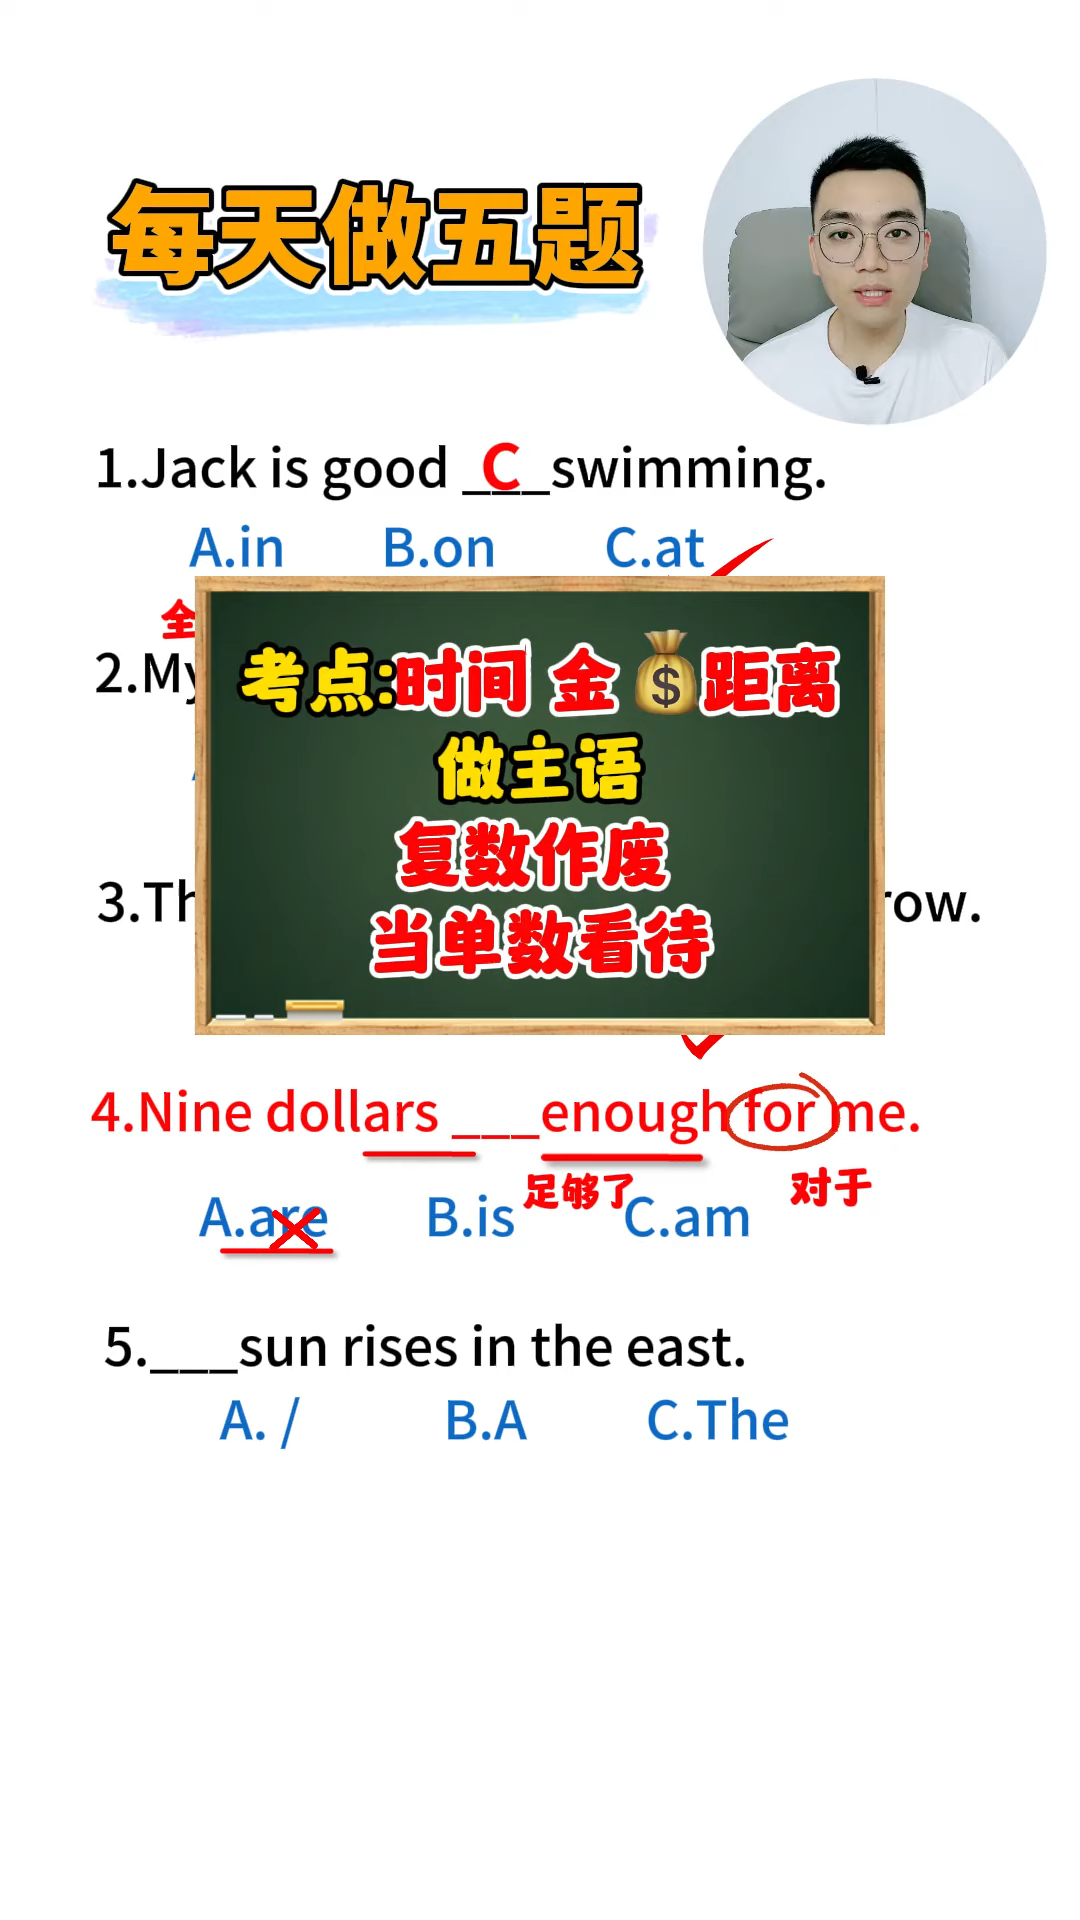 每天做五题
1.Jack is good ___swimming.
C
A.in B.on C.at
全
2.My
考点:时间 金 距离
做主语
复数作废
当单数看待
3.Th
row.
4.Nine dollars ___enough for me.
足够了 对于
A.are B.is C.am
5.___sun rises in the east.
A. / B.A C.The